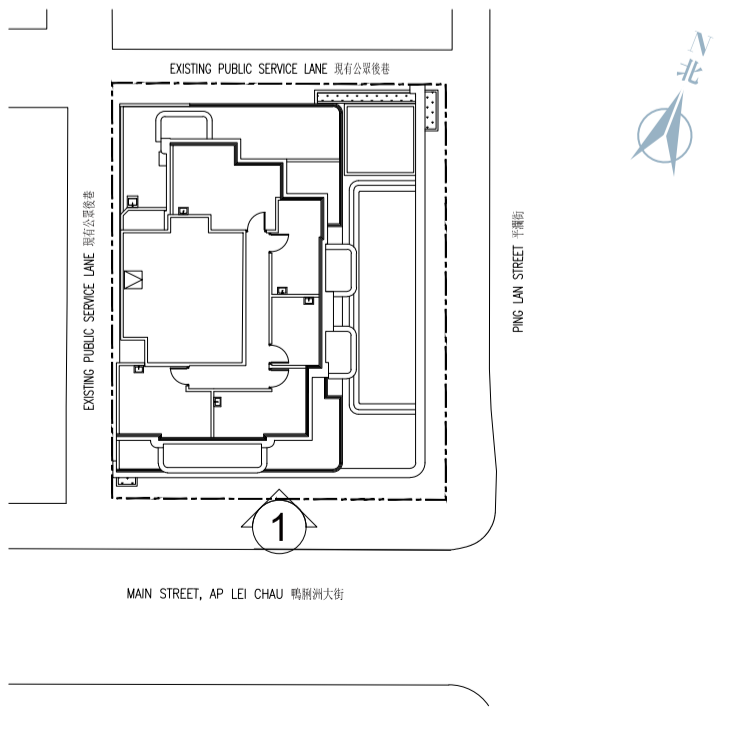 EXISTING PUBLIC SERVICE LANE 現有公眾後巷
N
北
EXISTING PUBLIC SERVICE LANE 現有公眾後巷
PING LAN STREET 平瀾街
1
MAIN STREET, AP LEI CHAU 鴨脷洲大街